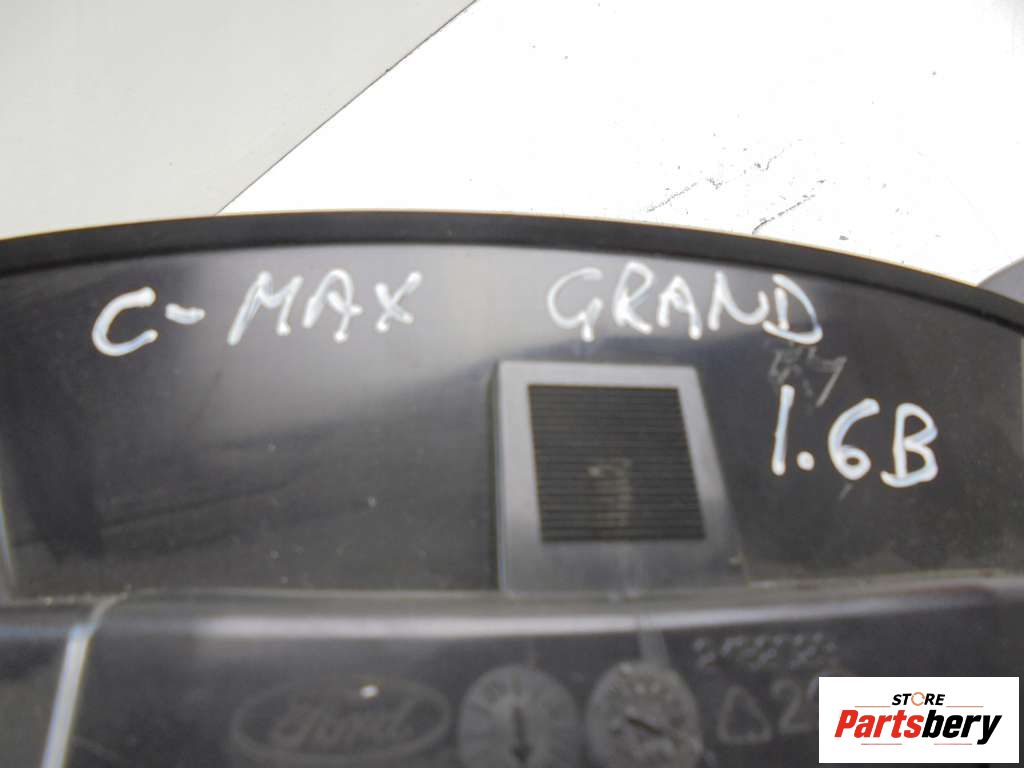 C-MAX GRAND
1.6B
Ford
STORE
Partsbery